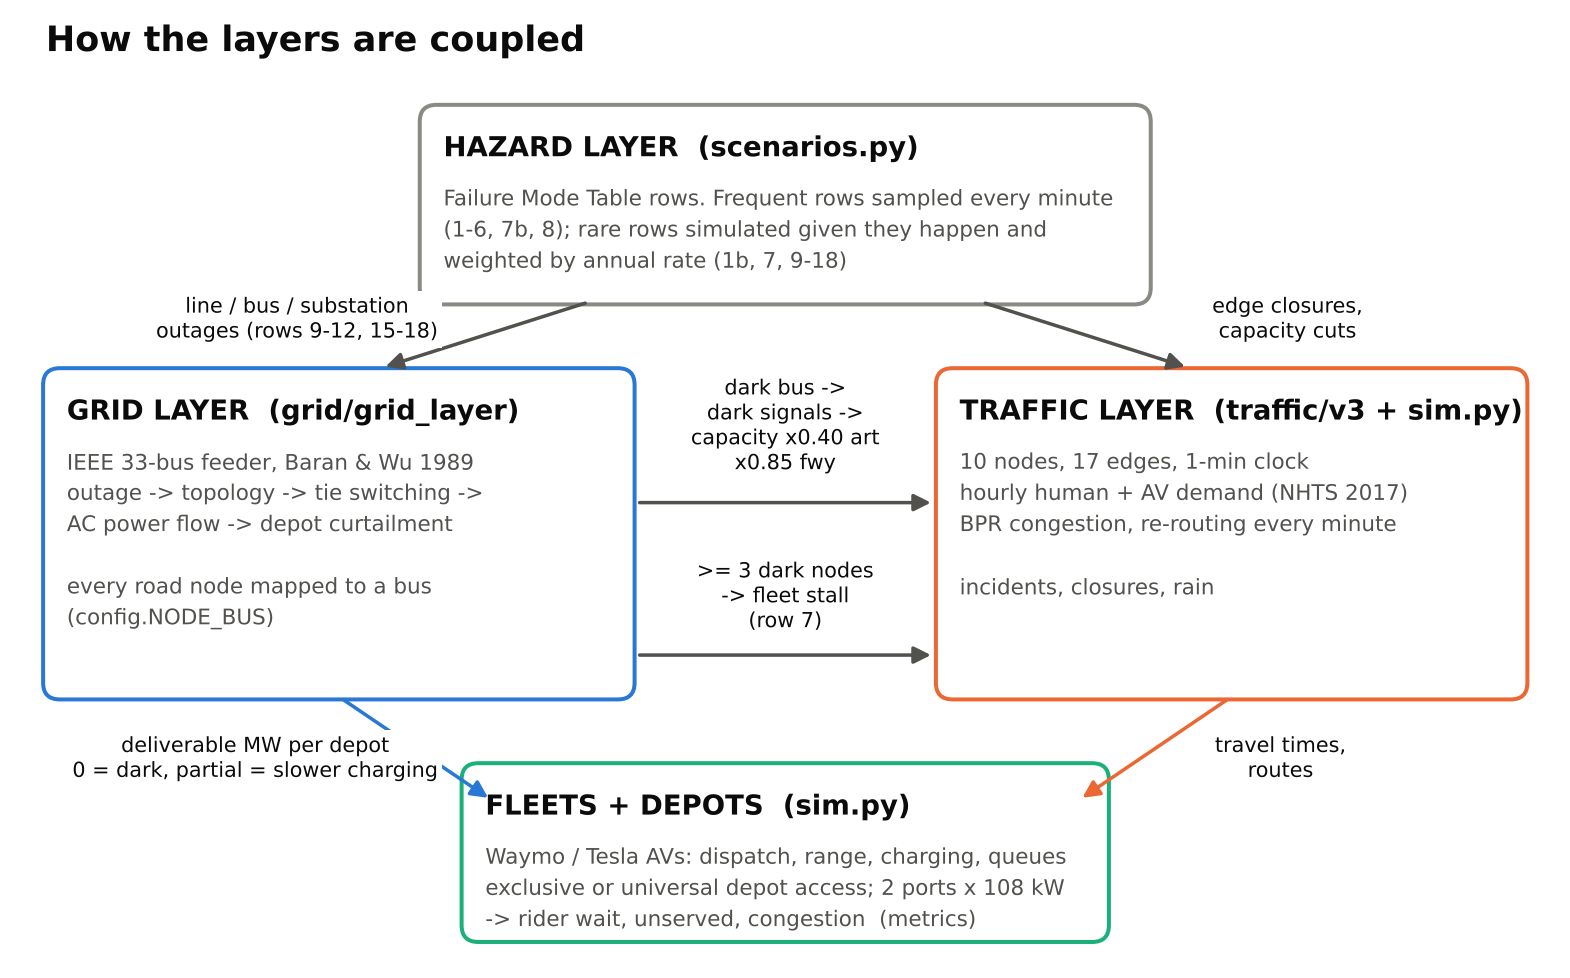 How the layers are coupled
HAZARD LAYER  (scenarios.py)
Failure Mode Table rows. Frequent rows sampled every minute
(1-6, 7b, 8); rare rows simulated given they happen and
weighted by annual rate (1b, 7, 9-18)
line / bus / substation
outages (rows 9-12, 15-18)
edge closures,
capacity cuts
GRID LAYER  (grid/grid_layer)
IEEE 33-bus feeder, Baran & Wu 1989
outage -> topology -> tie switching ->
AC power flow -> depot curtailment
every road node mapped to a bus
(config.NODE_BUS)
dark bus ->
dark signals ->
capacity x0.40 art
x0.85 fwy
>= 3 dark nodes
-> fleet stall
(row 7)
TRAFFIC LAYER  (traffic/v3 + sim.py)
10 nodes, 17 edges, 1-min clock
hourly human + AV demand (NHTS 2017)
BPR congestion, re-routing every minute
incidents, closures, rain
deliverable MW per depot
0 = dark, partial = slower charging
travel times,
routes
FLEETS + DEPOTS  (sim.py)
Waymo / Tesla AVs: dispatch, range, charging, queues
exclusive or universal depot access; 2 ports x 108 kW
-> rider wait, unserved, congestion  (metrics)